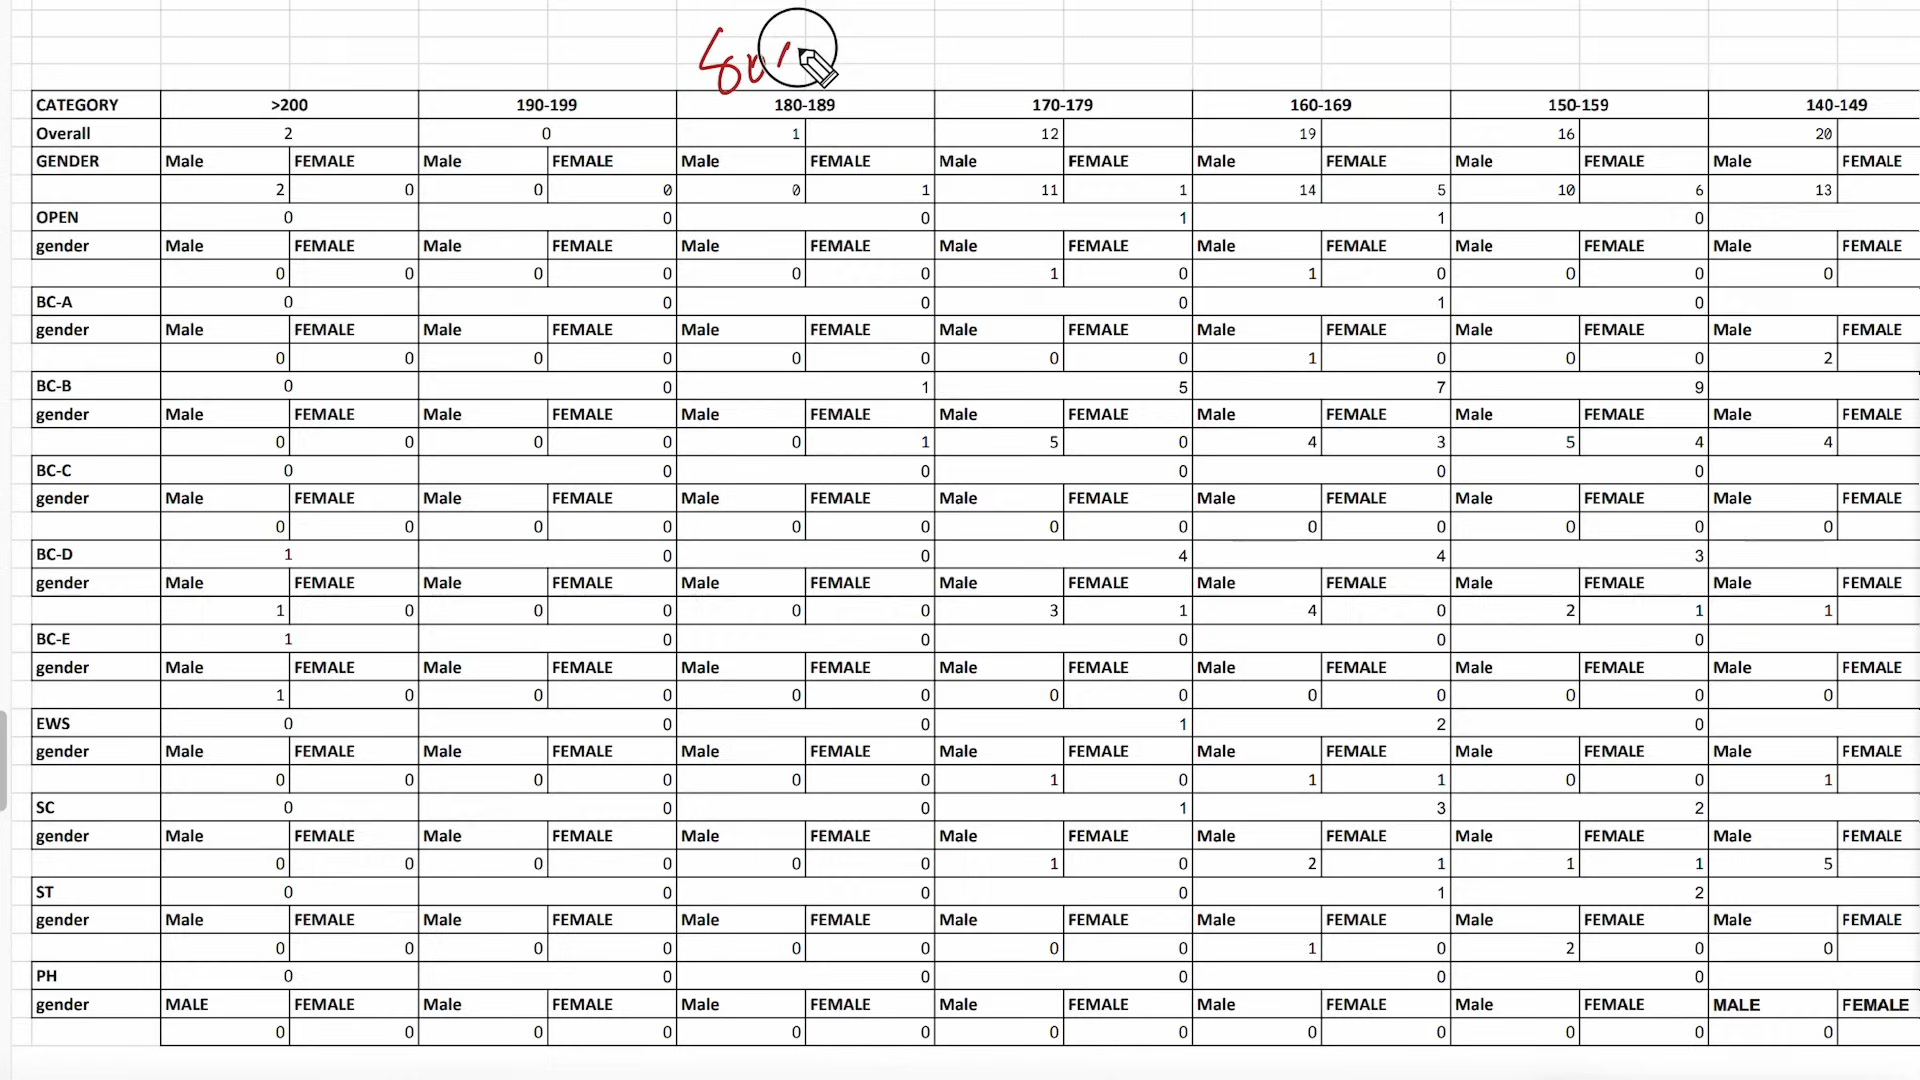 CATEGORY >200 190-199 180-189 170-179 160-169 150-159 140-149
Overall 2 0 1 12 19 16 20
GENDER Male FEMALE Male FEMALE Male FEMALE Male FEMALE Male FEMALE Male FEMALE Male FEMALE
2 0 0 0 0 1 11 1 14 5 10 6 13
OPEN 0 0 0 1 1 0
gender Male FEMALE Male FEMALE Male FEMALE Male FEMALE Male FEMALE Male FEMALE Male FEMALE
0 0 0 0 0 0 1 0 1 0 0 0 0
BC-A 0 0 0 0 1 0
gender Male FEMALE Male FEMALE Male FEMALE Male FEMALE Male FEMALE Male FEMALE Male FEMALE
0 0 0 0 0 0 0 0 1 0 0 0 2
BC-B 0 0 1 5 7 9
gender Male FEMALE Male FEMALE Male FEMALE Male FEMALE Male FEMALE Male FEMALE Male FEMALE
0 0 0 0 0 1 5 0 4 3 5 4 4
BC-C 0 0 0 0 0 0
gender Male FEMALE Male FEMALE Male FEMALE Male FEMALE Male FEMALE Male FEMALE Male FEMALE
0 0 0 0 0 0 0 0 0 0 0 0 0
BC-D 1 0 0 4 4 3
gender Male FEMALE Male FEMALE Male FEMALE Male FEMALE Male FEMALE Male FEMALE Male FEMALE
1 0 0 0 0 0 3 1 4 0 2 1 1
BC-E 1 0 0 0 0 0
gender Male FEMALE Male FEMALE Male FEMALE Male FEMALE Male FEMALE Male FEMALE Male FEMALE
1 0 0 0 0 0 0 0 0 0 0 0 0
EWS 0 0 0 1 2 0
gender Male FEMALE Male FEMALE Male FEMALE Male FEMALE Male FEMALE Male FEMALE Male FEMALE
0 0 0 0 0 0 1 0 1 1 0 0 1
SC 0 0 0 1 3 2
gender Male FEMALE Male FEMALE Male FEMALE Male FEMALE Male FEMALE Male FEMALE Male FEMALE
0 0 0 0 0 0 1 0 2 1 1 1 5
ST 0 0 0 0 1 2
gender Male FEMALE Male FEMALE Male FEMALE Male FEMALE Male FEMALE Male FEMALE Male FEMALE
0 0 0 0 0 0 0 0 1 0 2 0 0
PH 0 0 0 0 0 0
gender MALE FEMALE Male FEMALE Male FEMALE Male FEMALE Male FEMALE Male FEMALE MALE FEMALE
0 0 0 0 0 0 0 0 0 0 0 0 0